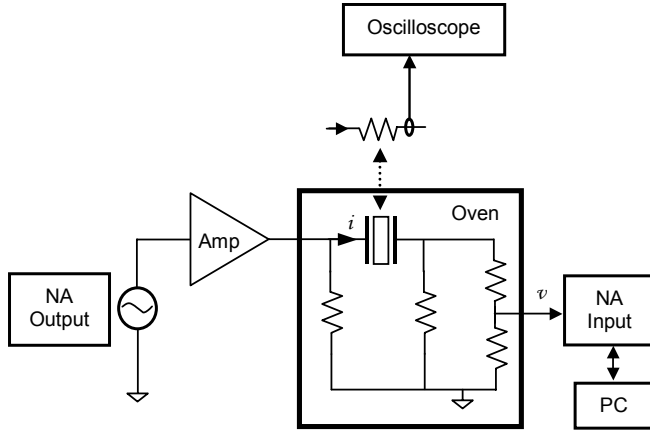 Oscilloscope
Oven
i
Amp
NA
Output
v
NA
Input
PC